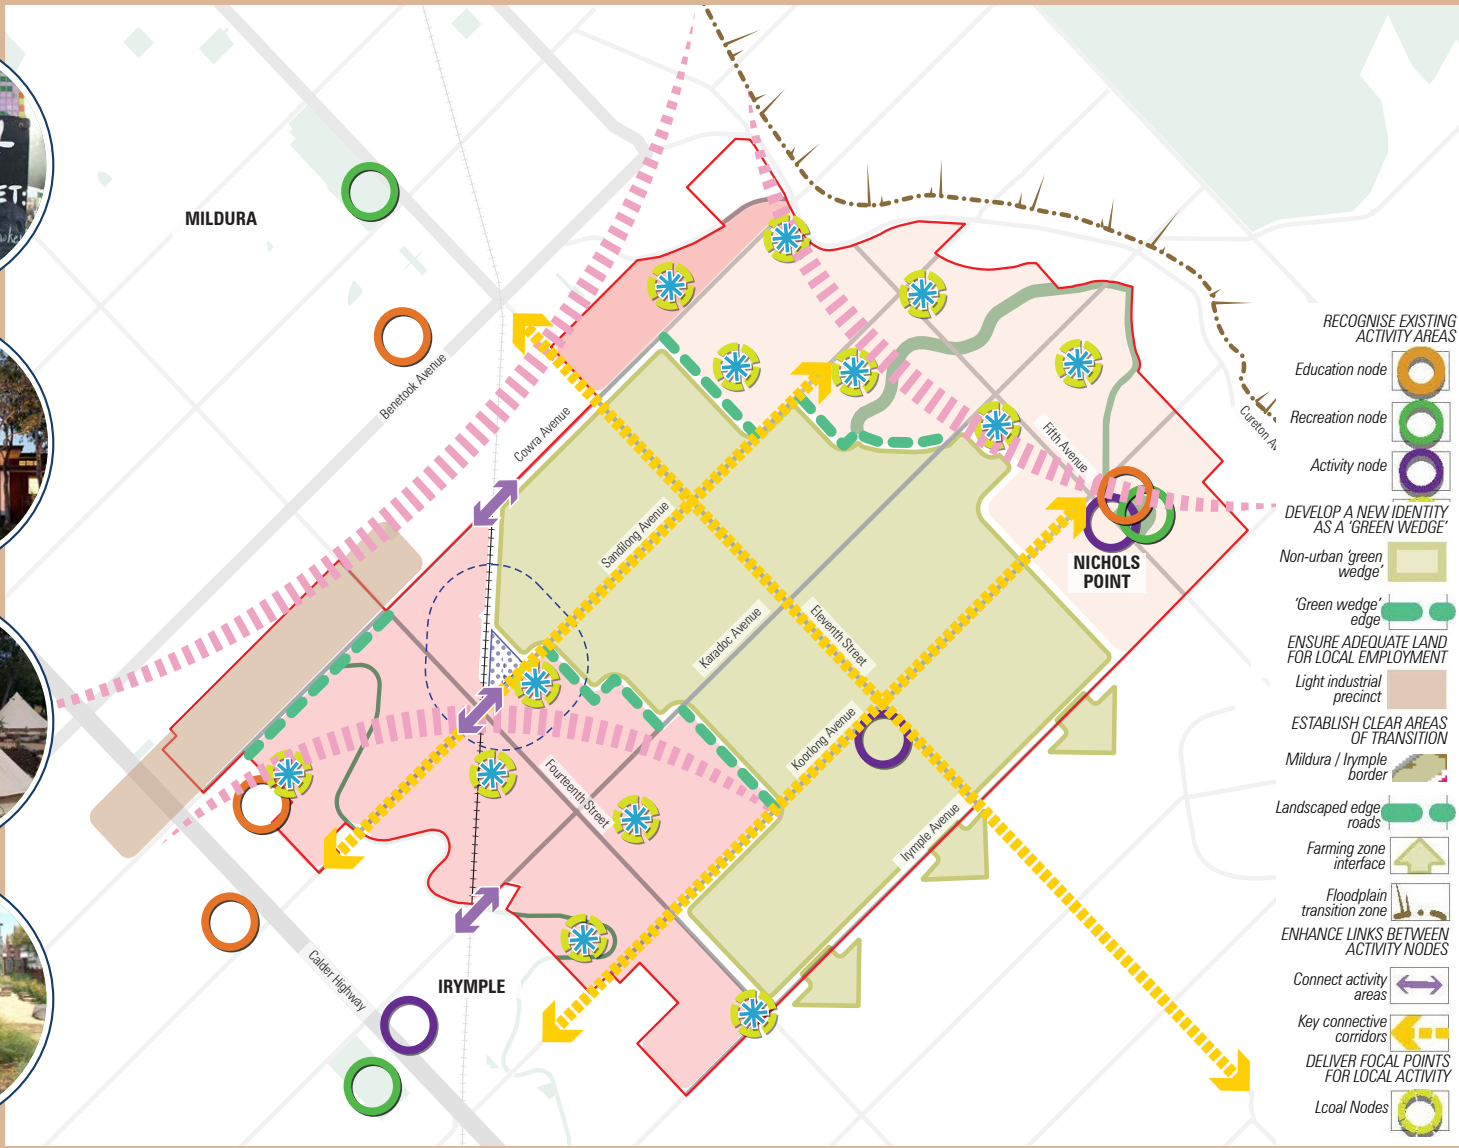 L
ET:
MILDURA
Benetook Avenue
Cowra Avenue
Sandilong Avenue
Karadoc Avenue
Eleventh Street
Koorlong Avenue
Fourteenth Street
Irymple Avenue
Fifth Avenue
Calder Highway
NICHOLS
POINT
IRYMPLE
Cureton A
RECOGNISE EXISTING
ACTIVITY AREAS
Education node
Recreation node
Activity node
DEVELOP A NEW IDENTITY
AS A ‘GREEN WEDGE’
Non-urban ‘green
wedge’
‘Green wedge’
edge
ENSURE ADEQUATE LAND
FOR LOCAL EMPLOYMENT
Light industrial
precinct
ESTABLISH CLEAR AREAS
OF TRANSITION
Mildura / Irymple
border
Landscaped edge
roads
Farming zone
interface
Floodplain
transition zone
ENHANCE LINKS BETWEEN
ACTIVITY NODES
Connect activity
areas
Key connective
corridors
DELIVER FOCAL POINTS
FOR LOCAL ACTIVITY
Lcoal Nodes